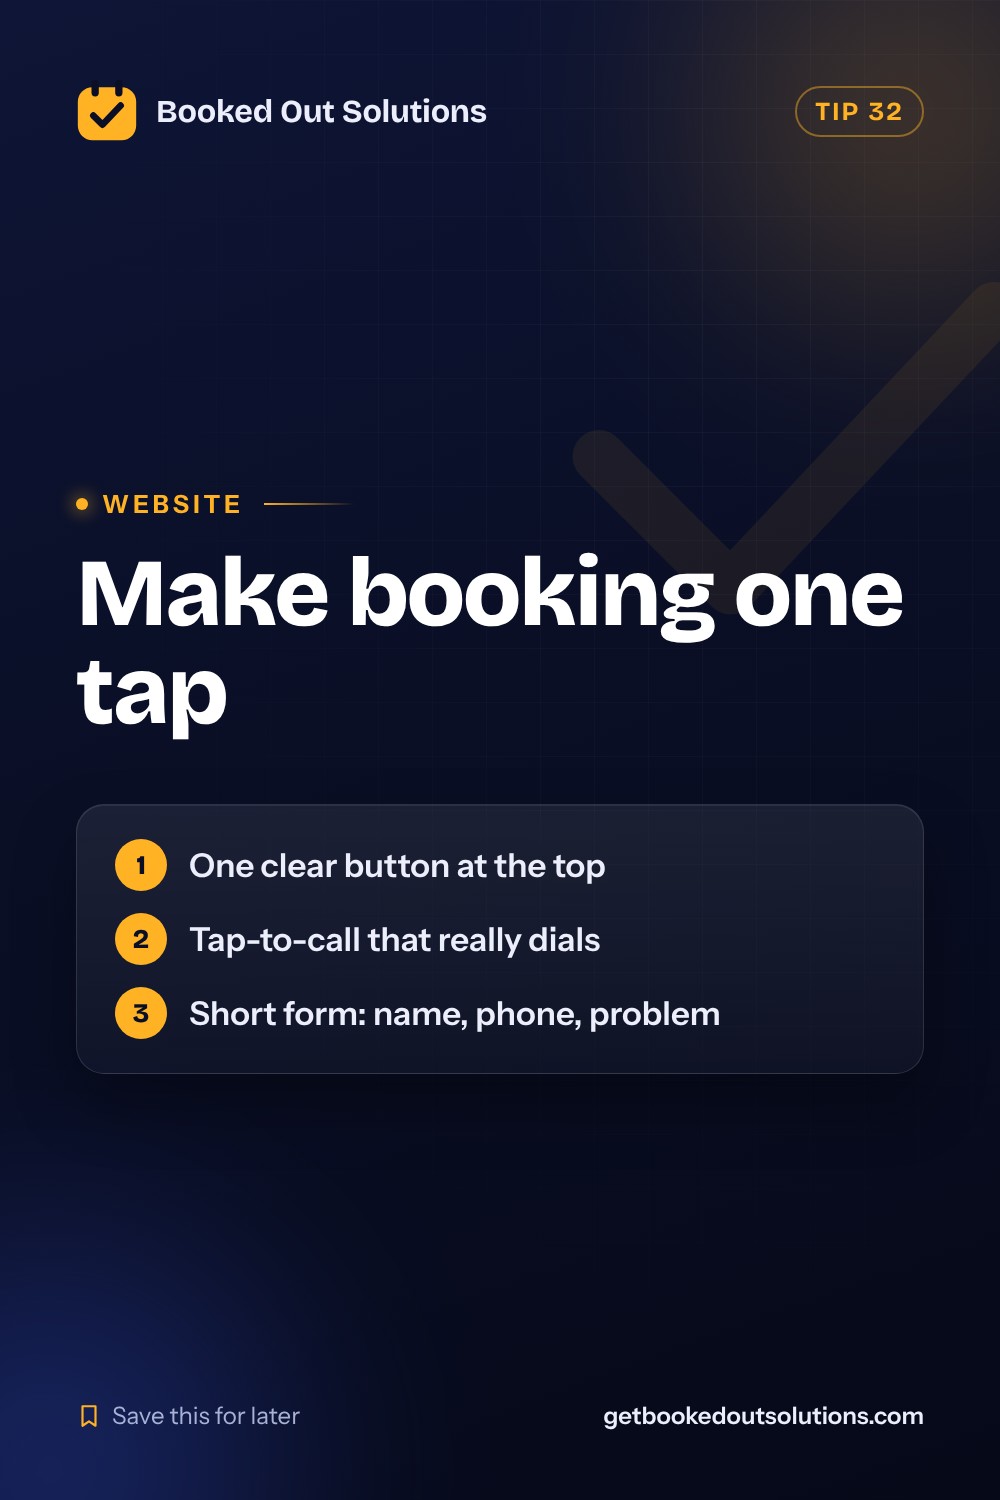 Booked Out Solutions
TIP 32
WEBSITE
Make booking one
tap
1 One clear button at the top
2 Tap-to-call that really dials
3 Short form: name, phone, problem
Save this for later
getbookedoutsolutions.com